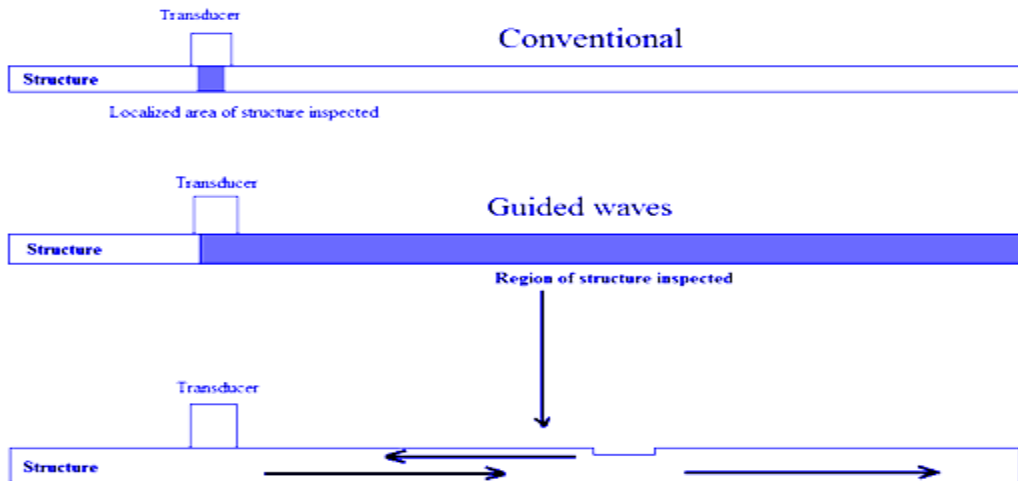 Transducer
Conventional
Structure
Localized area of structure inspected
Transducer
Guided waves
Structure
Region of structure inspected
Transducer
Structure